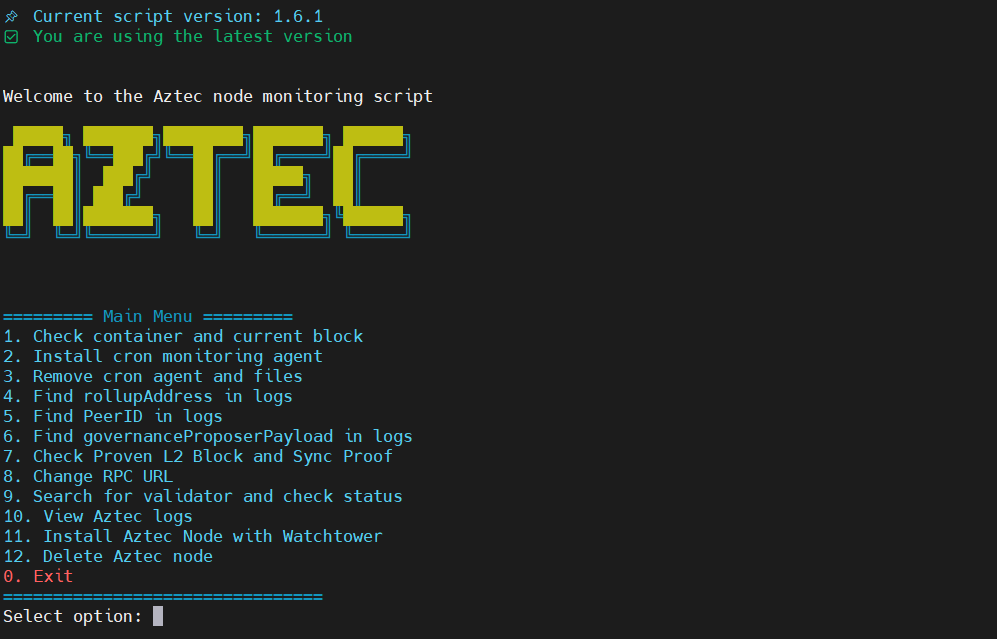 Current script version: 1.6.1
You are using the latest version
Welcome to the Aztec node monitoring script
AZTEC
========= Main Menu =========
1. Check container and current block
2. Install cron monitoring agent
3. Remove cron agent and files
4. Find rollupAddress in logs
5. Find PeerID in logs
6. Find governanceProposerPayload in logs
7. Check Proven L2 Block and Sync Proof
8. Change RPC URL
9. Search for validator and check status
10. View Aztec logs
11. Install Aztec Node with Watchtower
12. Delete Aztec node
0. Exit
================================
Select option: